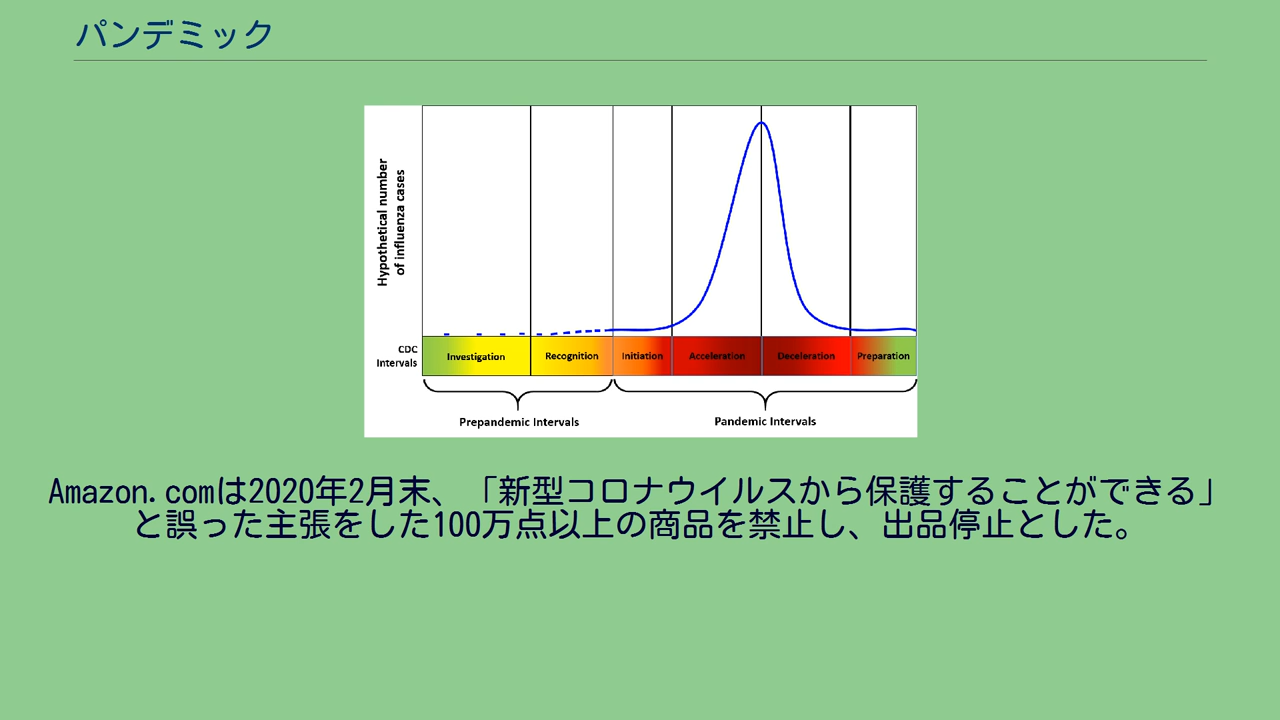 パンデミック
Hypothetical number
of influenza cases
CDC
Intervals
Investigation
Recognition
Initiation
Acceleration
Deceleration
Preparation
Prepandemic Intervals
Pandemic Intervals
Amazon.comは2020年2月末、「新型コロナウイルスから保護することができる」
と誤った主張をした100万点以上の商品を禁止し、出品停止とした。